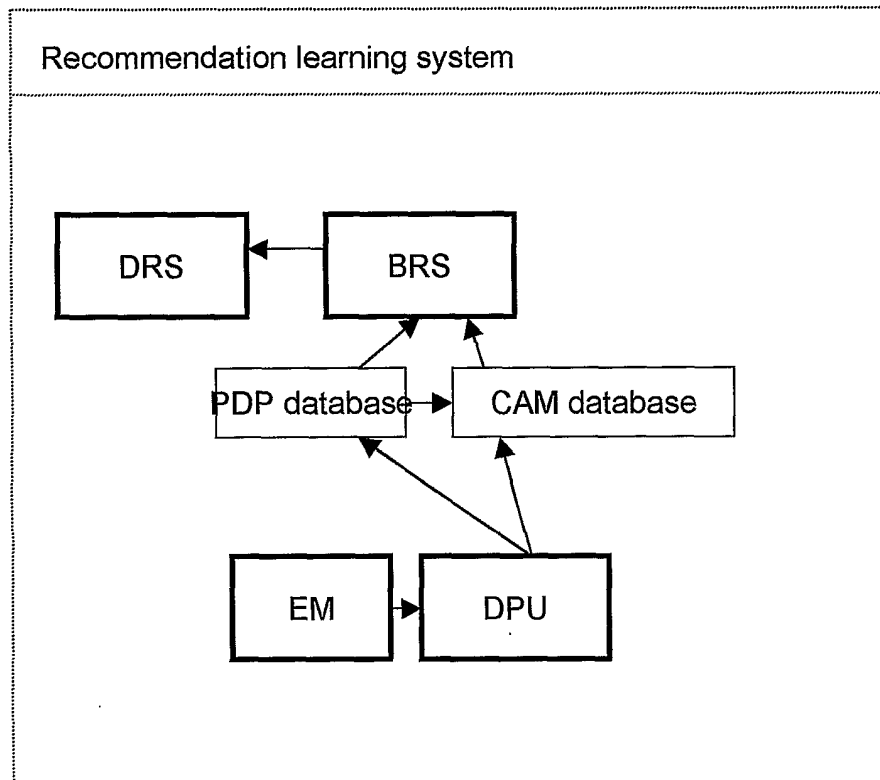 Recommendation learning system
DRS
BRS
PDP database
CAM database
EM
DPU